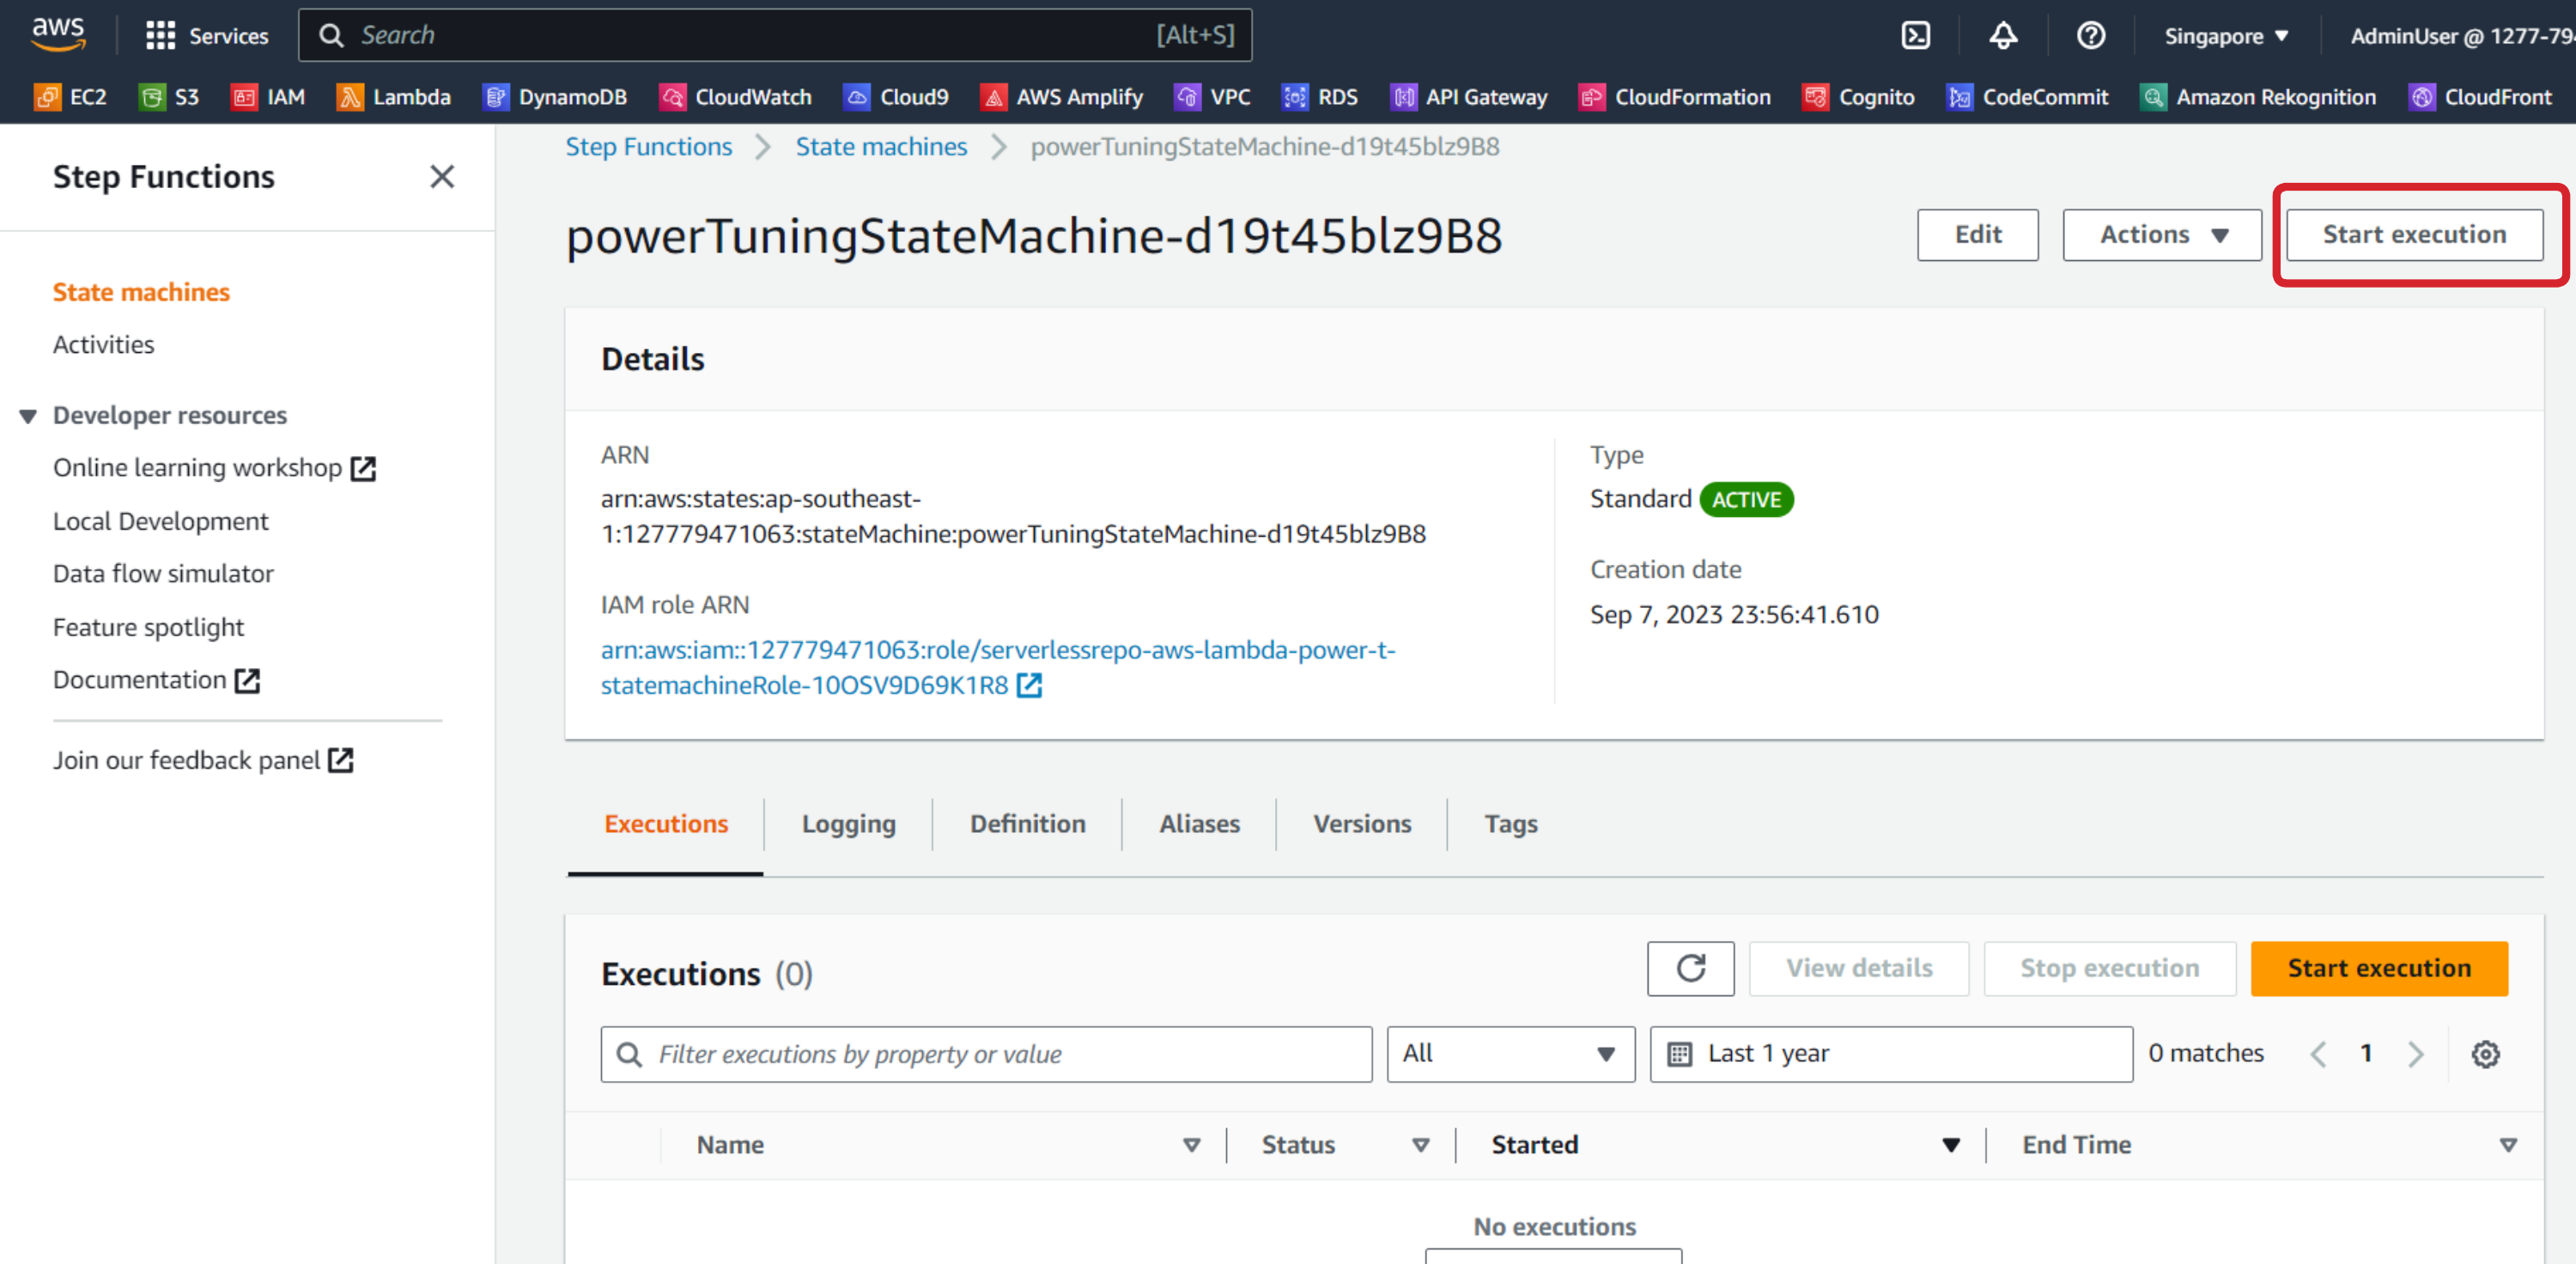 aws
Services
Search
[Alt+S]
Singapore
AdminUser @ 1277-79
EC2
S3
IAM
Lambda
DynamoDB
CloudWatch
Cloud9
AWS Amplify
VPC
RDS
API Gateway
CloudFormation
Cognito
CodeCommit
Amazon Rekognition
CloudFront
Step Functions
State machines
Activities
Developer resources
Online learning workshop
Local Development
Data flow simulator
Feature spotlight
Documentation
Join our feedback panel
Step Functions
State machines
powerTuningStateMachine-d19t45blz9B8
powerTuningStateMachine-d19t45blz9B8
Edit
Actions
Start execution
Details
ARN
arn:aws:states:ap-southeast-
1:127779471063:stateMachine:powerTuningStateMachine-d19t45blz9B8
IAM role ARN
arn:aws:iam::127779471063:role/serverlessrepo-aws-lambda-power-t-
statemachineRole-10OSV9D69K1R8
Type
Standard ACTIVE
Creation date
Sep 7, 2023 23:56:41.610
Executions
Logging
Definition
Aliases
Versions
Tags
Executions (0)
View details
Stop execution
Start execution
Filter executions by property or value
All
Last 1 year
0 matches
1
Name
Status
Started
End Time
No executions